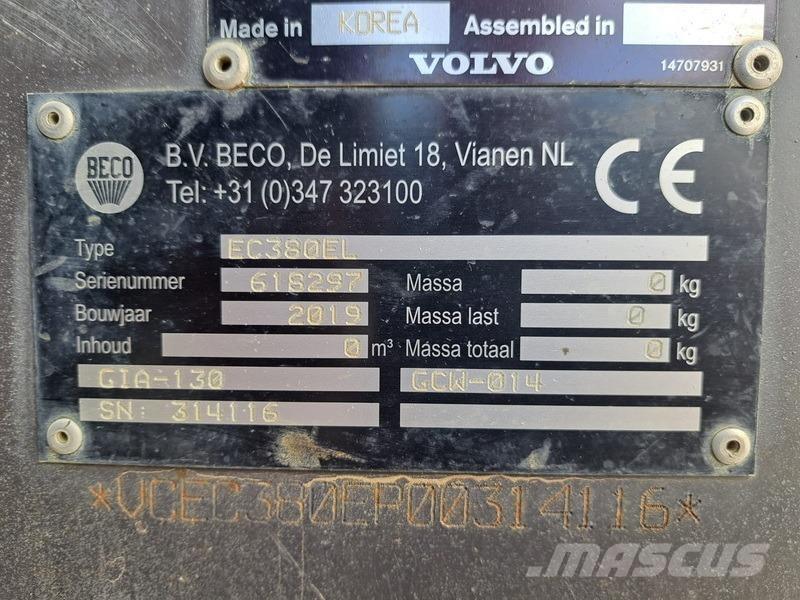 Made in KOREA Assembled in
VOLVO 14707931
BECO
B.V. BECO, De Limiet 18, Vianen NL
Tel: +31 (0)347 323100
CE
Type EC380EL
Serienummer 618297 Massa 0 kg
Bouwjaar 2019 Massa last 0 kg
Inhoud 0 m³ Massa totaal 0 kg
GIA-130 GCW-014
SN: 314116
*VCEC380EP00314116*
MASCUS